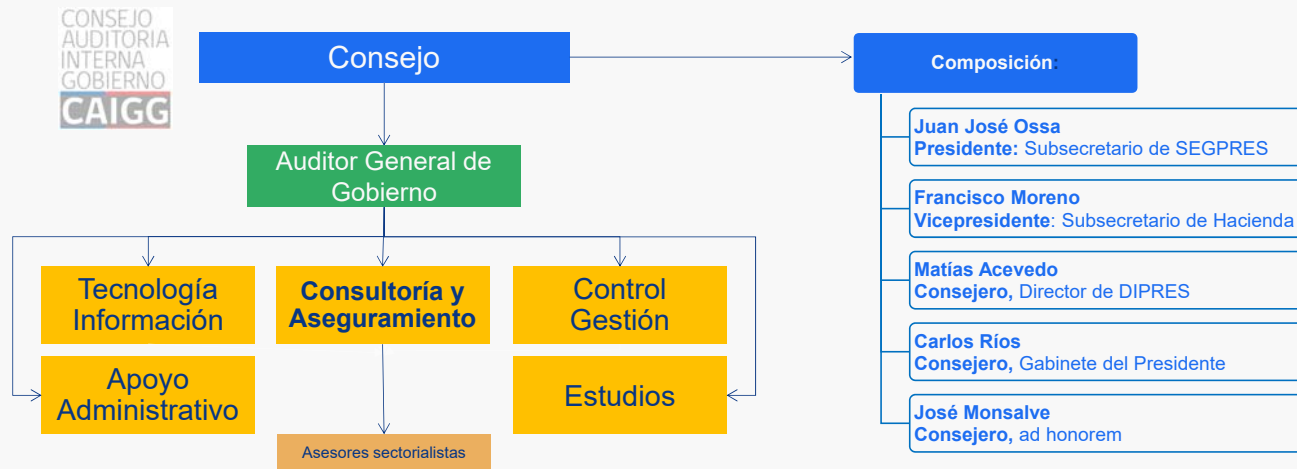 CONSEJO
AUDITORIA
INTERNA
GOBIERNO
CAIGG
Consejo
Composición:
Auditor General de
Gobierno
Tecnología
Información
Consultoría y
Aseguramiento
Control
Gestión
Apoyo
Administrativo
Estudios
Asesores sectorialistas
Juan José Ossa
Presidente: Subsecretario de SEGPRES
Francisco Moreno
Vicepresidente: Subsecretario de Hacienda
Matías Acevedo
Consejero, Director de DIPRES
Carlos Ríos
Consejero, Gabinete del Presidente
José Monsalve
Consejero, ad honorem